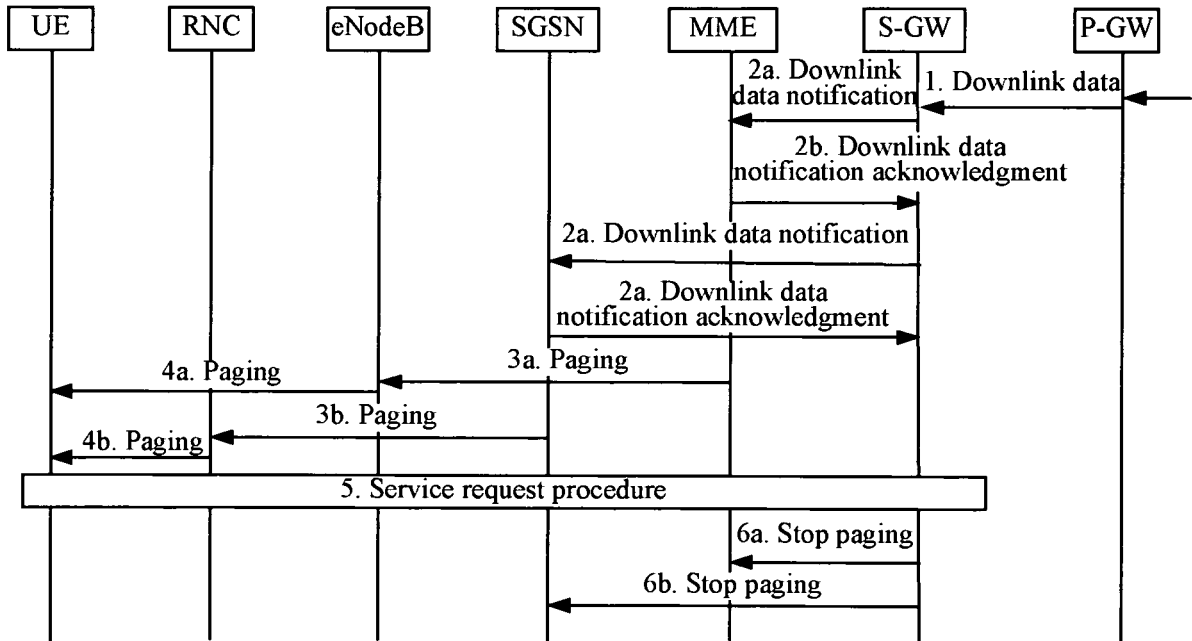 UE RNC eNodeB SGSN MME S-GW P-GW
2a. Downlink
data notification
1. Downlink data
2b. Downlink data
notification acknowledgment
2a. Downlink data notification
2a. Downlink data
notification acknowledgment
3a. Paging
4a. Paging
3b. Paging
4b. Paging
5. Service request procedure
6a. Stop paging
6b. Stop paging